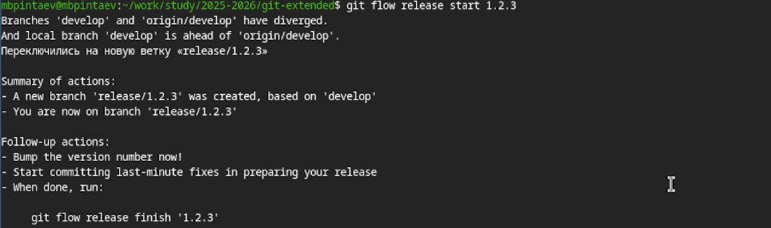 mbpintaev@mbpintaev:~/work/study/2025-2026/git-extended$ git flow release start 1.2.3
Branches 'develop' and 'origin/develop' have diverged.
And local branch 'develop' is ahead of 'origin/develop'.
Переключились на новую ветку «release/1.2.3»

Summary of actions:
- A new branch 'release/1.2.3' was created, based on 'develop'
- You are now on branch 'release/1.2.3'

Follow-up actions:
- Bump the version number now!
- Start committing last-minute fixes in preparing your release
- When done, run:

     git flow release finish '1.2.3'